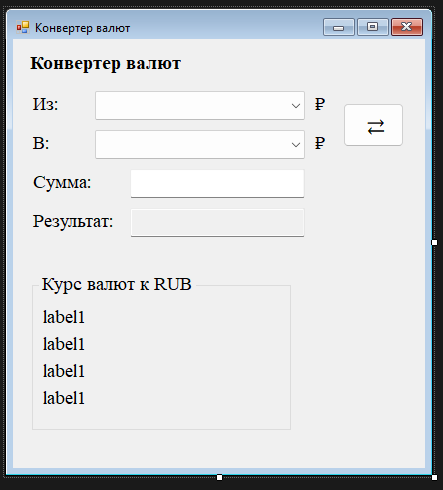 Конвертер валют
Конвертер валют
Из: ₽
⇄
В: ₽
Сумма:
Результат:
Курс валют к RUB
label1
label1
label1
label1